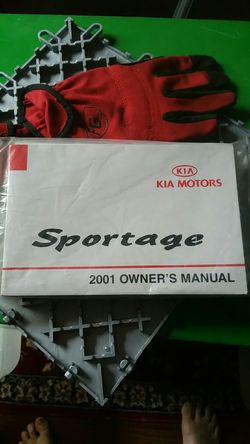 KIA
KIA MOTORS
Sportage
2001 OWNER'S MANUAL